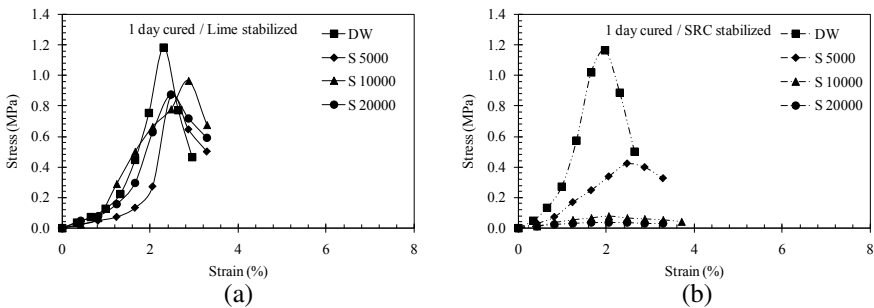 1 day cured / Lime stabilized
Stress (MPa)
1.4
1.2
1.0
0.8
0.6
0.4
0.2
0.0
0
2
4
6
8
Strain (%)
DW
S 5000
S 10000
S 20000
(a)
1 day cured / SRC stabilized
Stress (MPa)
1.4
1.2
1.0
0.8
0.6
0.4
0.2
0.0
0
2
4
6
8
Strain (%)
DW
S 5000
S 10000
S 20000
(b)